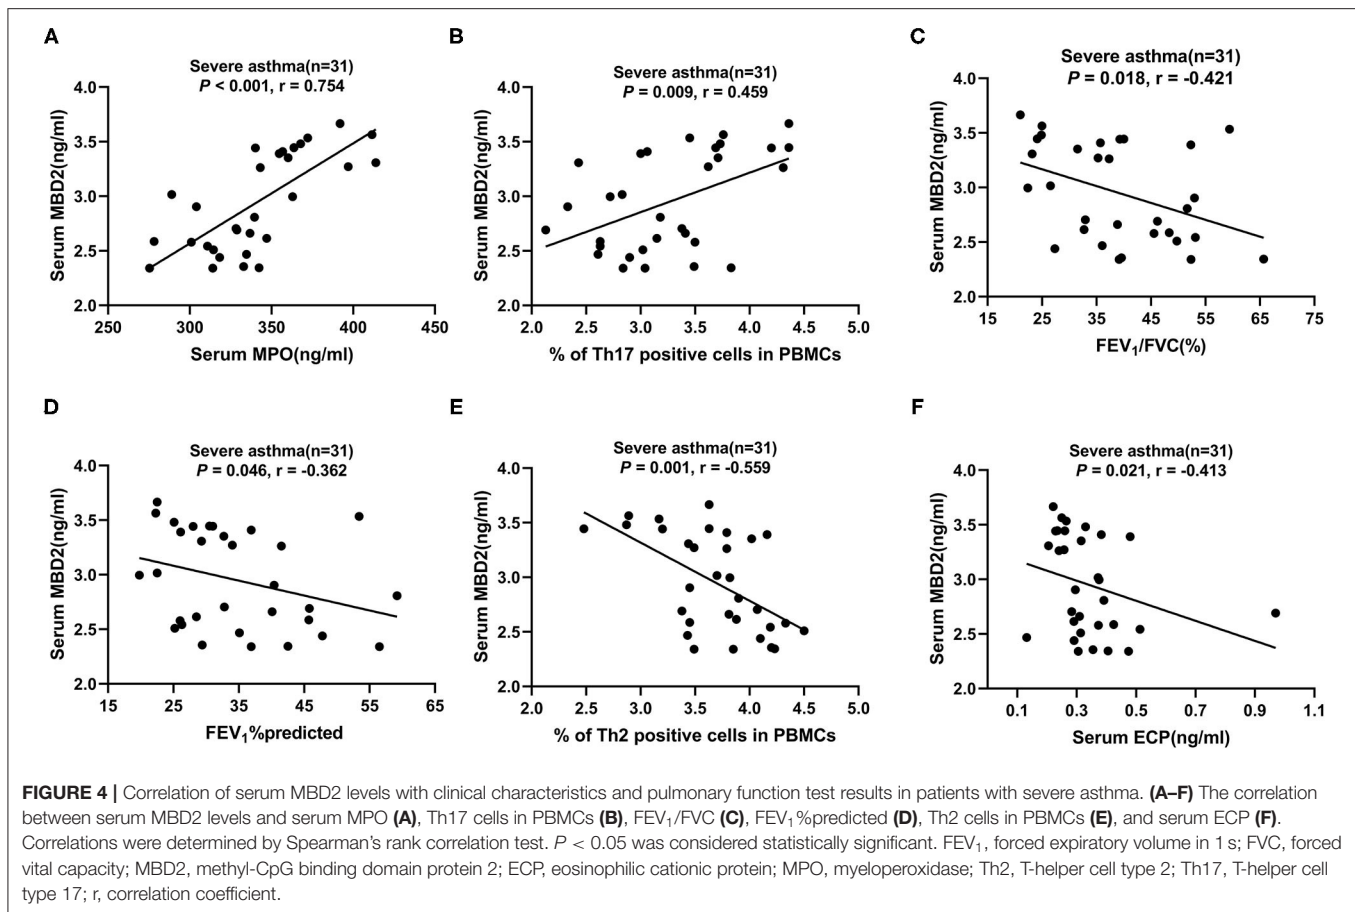 A
Severe asthma(n=31)
P < 0.001, r = 0.754
Serum MBD2(ng/ml)
4.0
3.5
3.0
2.5
2.0
250 300 350 400 450
Serum MPO(ng/ml)
B
Severe asthma(n=31)
P = 0.009, r = 0.459
Serum MBD2(ng/ml)
4.0
3.5
3.0
2.5
2.0
2.0 2.5 3.0 3.5 4.0 4.5 5.0
% of Th17 positive cells in PBMCs
C
Severe asthma(n=31)
P = 0.018, r = -0.421
Serum MBD2(ng/ml)
4.0
3.5
3.0
2.5
2.0
15 25 35 45 55 65 75
FEV₁/FVC(%)
D
Severe asthma(n=31)
P = 0.046, r = -0.362
Serum MBD2(ng/ml)
4.0
3.5
3.0
2.5
2.0
15 25 35 45 55 65
FEV₁%predicted
E
Severe asthma(n=31)
P = 0.001, r = -0.559
Serum MBD2(ng/ml)
4.0
3.5
3.0
2.5
2.0
2.0 2.5 3.0 3.5 4.0 4.5 5.0
% of Th2 positive cells in PBMCs
F
Severe asthma(n=31)
P = 0.021, r = -0.413
Serum MBD2(ng/ml)
4.0
3.5
3.0
2.5
2.0
0.1 0.3 0.5 0.7 0.9 1.1
Serum ECP(ng/ml)
FIGURE 4 | Correlation of serum MBD2 levels with clinical characteristics and pulmonary function test results in patients with severe asthma. (A–F) The correlation
between serum MBD2 levels and serum MPO (A), Th17 cells in PBMCs (B), FEV₁/FVC (C), FEV₁%predicted (D), Th2 cells in PBMCs (E), and serum ECP (F).
Correlations were determined by Spearman's rank correlation test. P < 0.05 was considered statistically significant. FEV₁, forced expiratory volume in 1 s; FVC, forced
vital capacity; MBD2, methyl-CpG binding domain protein 2; ECP, eosinophilic cationic protein; MPO, myeloperoxidase; Th2, T-helper cell type 2; Th17, T-helper cell
type 17; r, correlation coefficient.